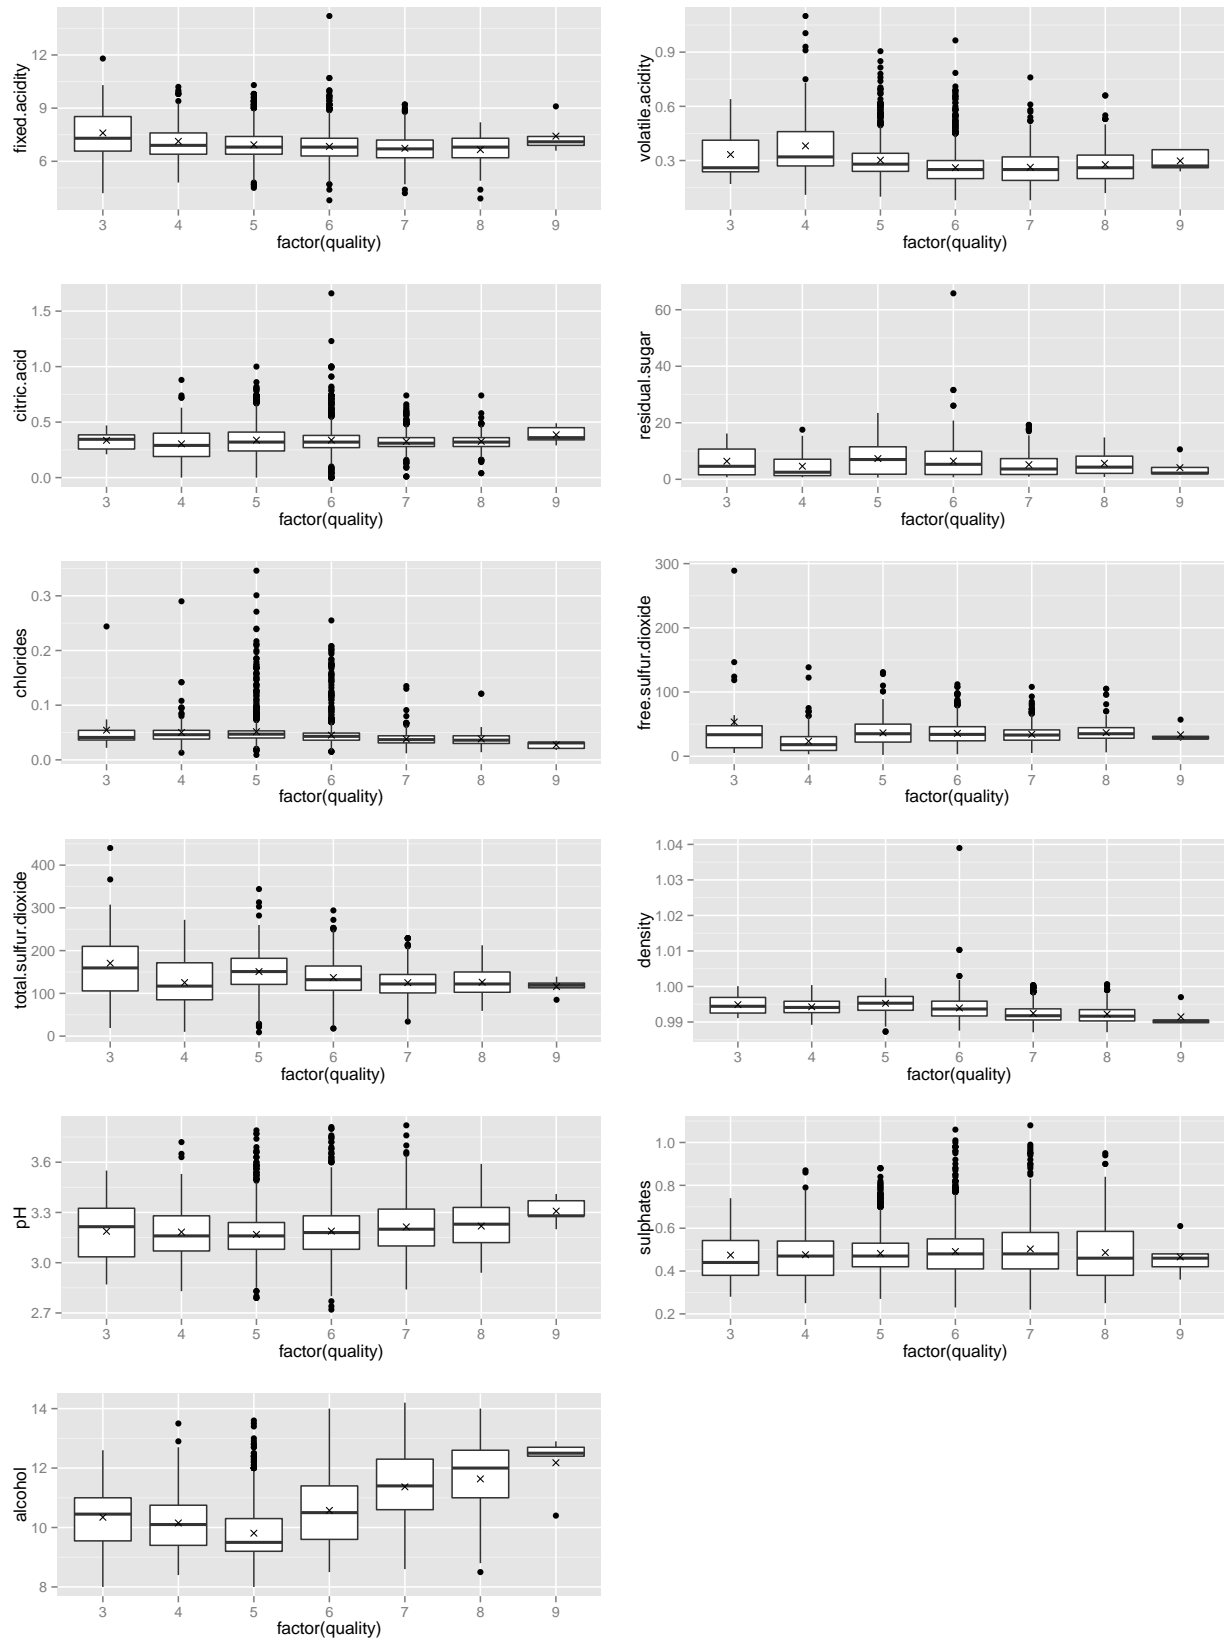 fixed.acidity
12
9
6
3 4 5 6 7 8 9
factor(quality)
volatile.acidity
0.9
0.6
0.3
3 4 5 6 7 8 9
factor(quality)
citric.acid
1.5
1.0
0.5
0.0
3 4 5 6 7 8 9
factor(quality)
residual.sugar
60
40
20
0
3 4 5 6 7 8 9
factor(quality)
chlorides
0.3
0.2
0.1
0.0
3 4 5 6 7 8 9
factor(quality)
free.sulfur.dioxide
300
200
100
0
3 4 5 6 7 8 9
factor(quality)
total.sulfur.dioxide
400
300
200
100
0
3 4 5 6 7 8 9
factor(quality)
density
1.04
1.03
1.02
1.01
1.00
0.99
3 4 5 6 7 8 9
factor(quality)
pH
3.6
3.3
3.0
2.7
3 4 5 6 7 8 9
factor(quality)
sulphates
1.0
0.8
0.6
0.4
0.2
3 4 5 6 7 8 9
factor(quality)
alcohol
14
12
10
8
3 4 5 6 7 8 9
factor(quality)